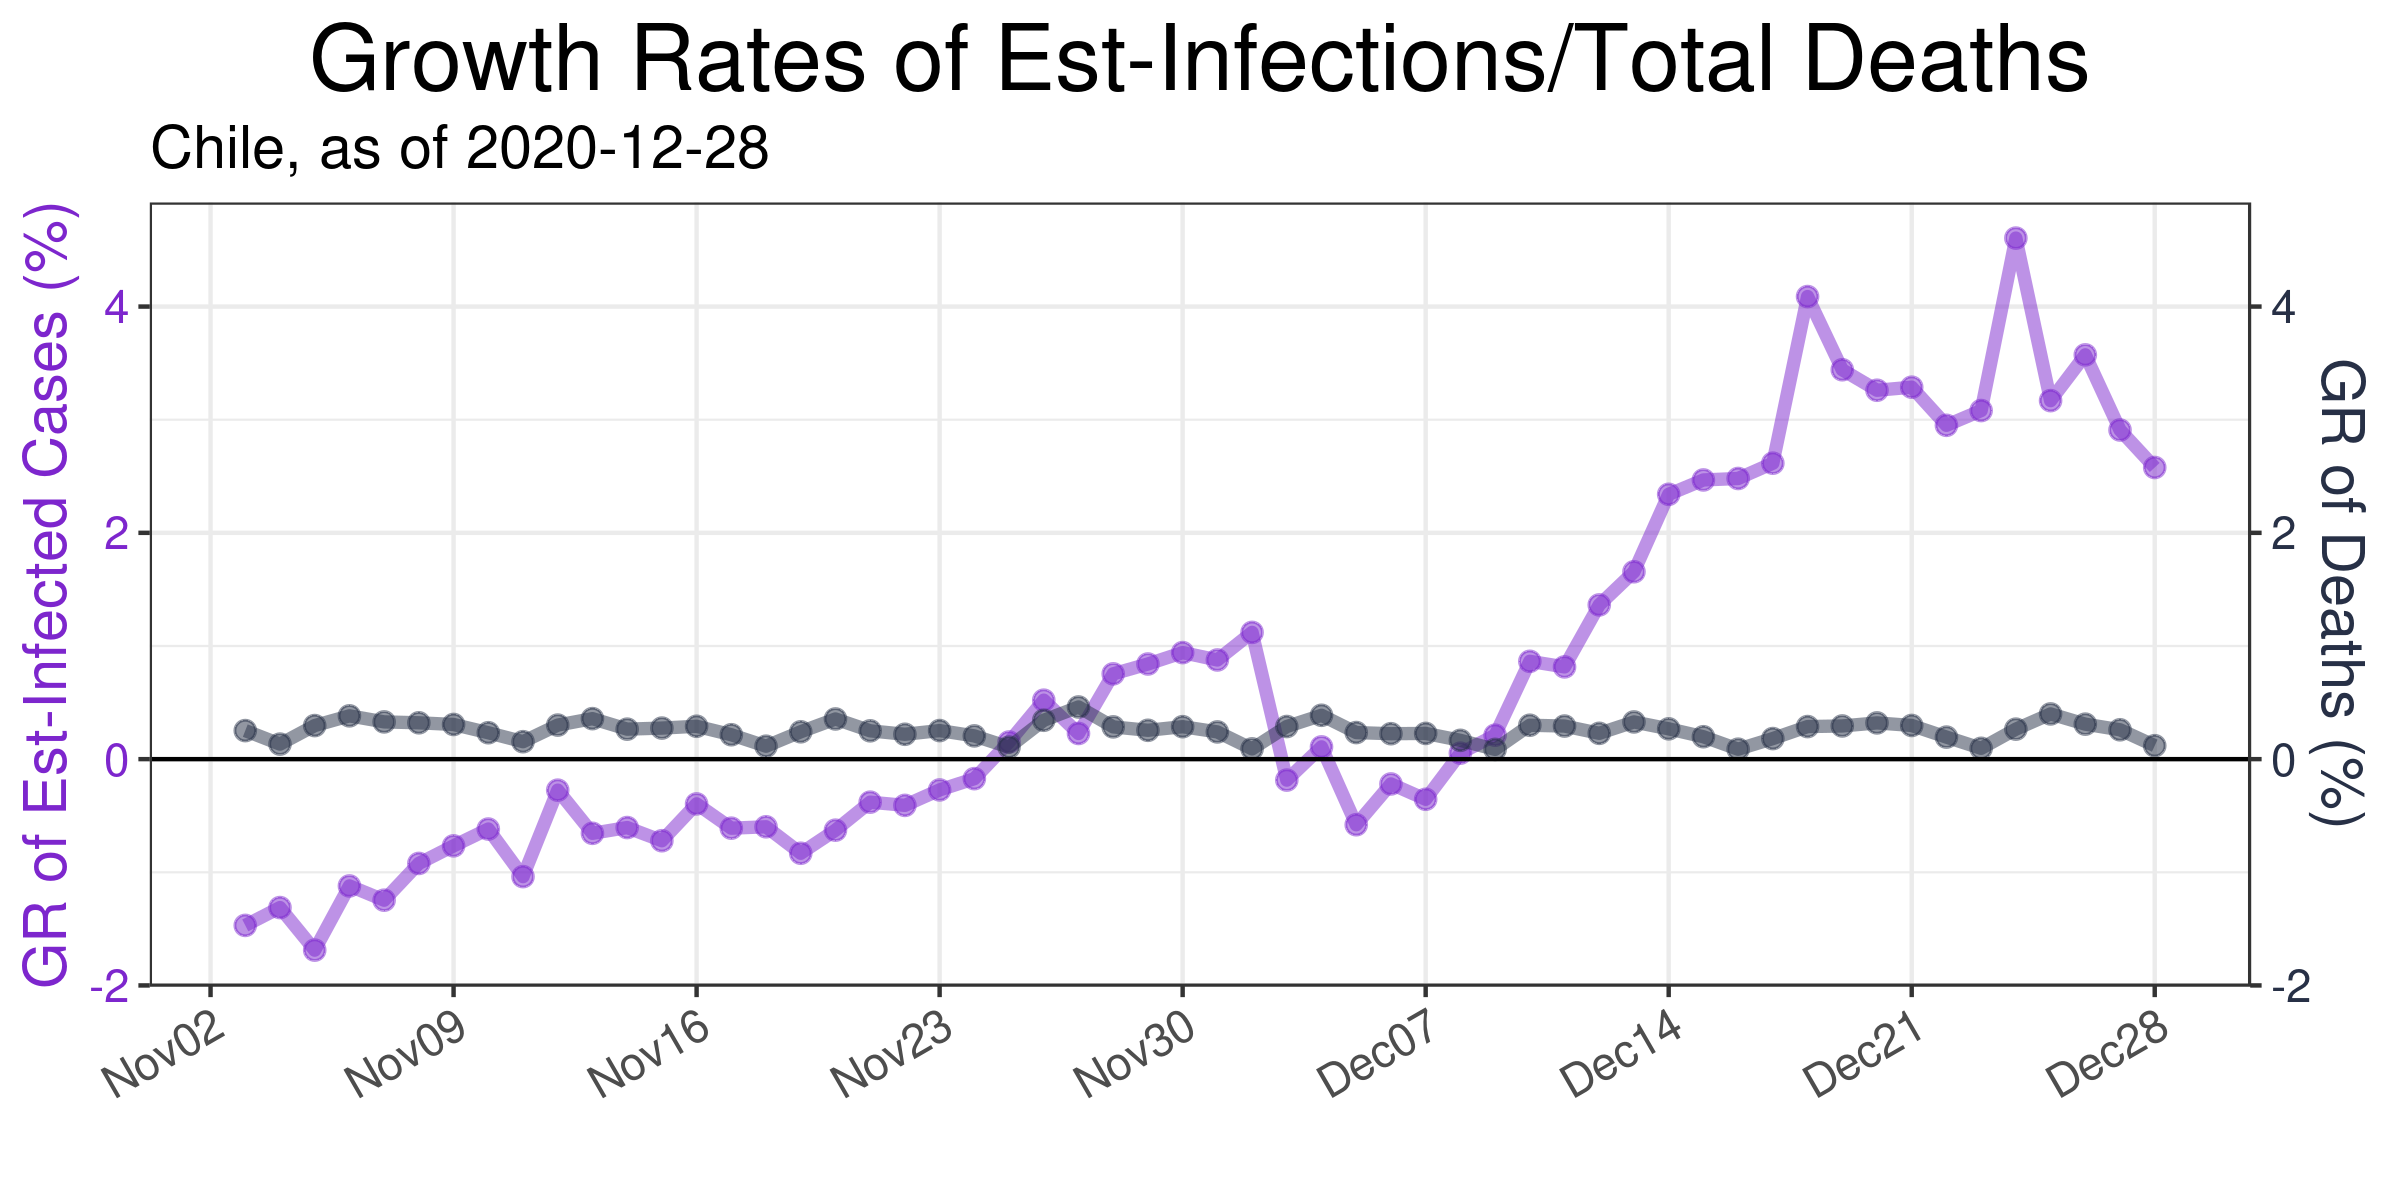 Growth Rates of Est-Infections/Total Deaths
Chile, as of 2020-12-28
GR of Est-Infected Cases (%)
4
2
0
-2
4
2
0
-2
GR of Deaths (%)
Nov02
Nov09
Nov16
Nov23
Nov30
Dec07
Dec14
Dec21
Dec28